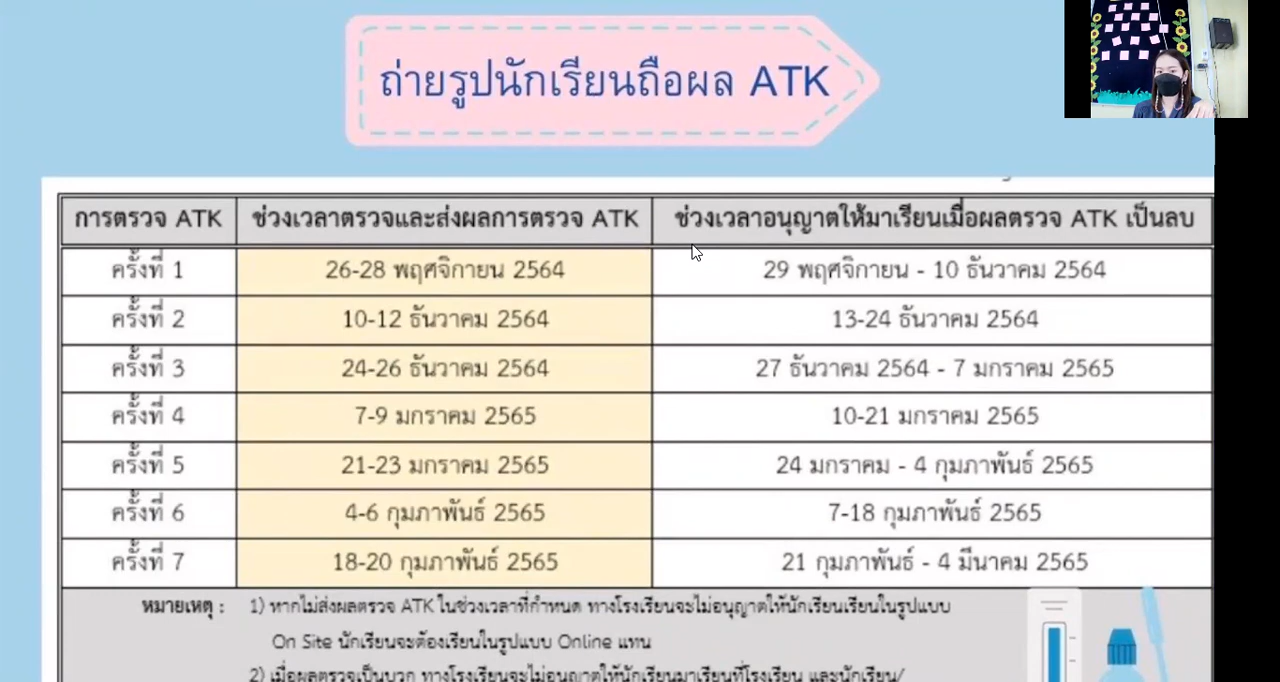 ถ่ายรูปนักเรียนถือผล ATK
การตรวจ ATK ช่วงเวลาตรวจและส่งผลการตรวจ ATK ช่วงเวลาอนุญาตให้มาเรียนเมื่อผลตรวจ ATK เป็นลบ
ครั้งที่ 1 26-28 พฤศจิกายน 2564 29 พฤศจิกายน - 10 ธันวาคม 2564
ครั้งที่ 2 10-12 ธันวาคม 2564 13-24 ธันวาคม 2564
ครั้งที่ 3 24-26 ธันวาคม 2564 27 ธันวาคม 2564 - 7 มกราคม 2565
ครั้งที่ 4 7-9 มกราคม 2565 10-21 มกราคม 2565
ครั้งที่ 5 21-23 มกราคม 2565 24 มกราคม - 4 กุมภาพันธ์ 2565
ครั้งที่ 6 4-6 กุมภาพันธ์ 2565 7-18 กุมภาพันธ์ 2565
ครั้งที่ 7 18-20 กุมภาพันธ์ 2565 21 กุมภาพันธ์ - 4 มีนาคม 2565
หมายเหตุ : 1) หากไม่ส่งผลตรวจ ATK ในช่วงเวลาที่กำหนด ทางโรงเรียนจะไม่อนุญาตให้นักเรียนเรียนในรูปแบบ
On Site นักเรียนจะต้องเรียนในรูปแบบ Online แทน
2) เมื่อผลตรวจเป็นบวก ทางโรงเรียนจะไม่อนุญาตให้นักเรียนมาเรียนที่โรงเรียน และนักเรียน/